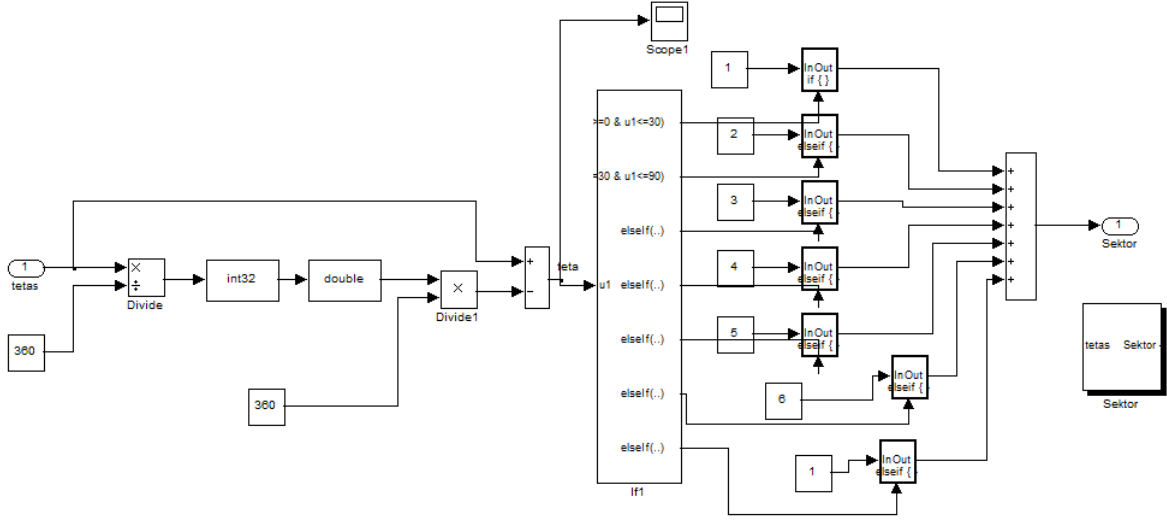 Scope1
1
InOut
if { }
>=0 & u1<=30)
2
InOut
elseif { .
=30 & u1<=90)
3
InOut
elseif { .
elseIf(..)
1
tetas
×
÷
Divide
int32
double
×
Divide1
+
−
teta
u1
elseIf(..)
4
InOut
elseif { .
+
+
+
+
+
+
+
1
Sektor
360
360
elseIf(..)
5
InOut
elseif { .
tetas
Sektor
Sektor
elseIf(..)
6
InOut
elseif { .
elseIf(..)
1
InOut
elseif { .
If1